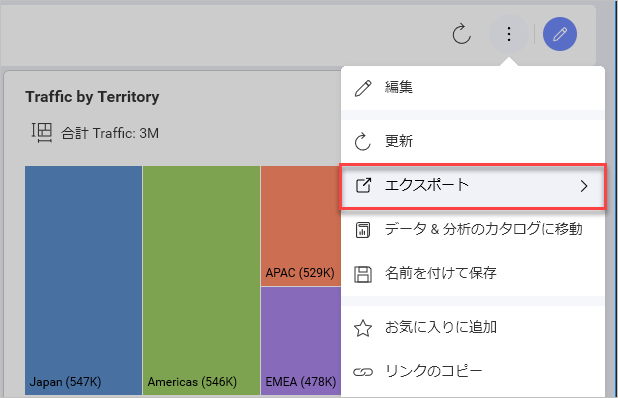 Traffic by Territory
合計 Traffic: 3M
APAC (529K)
Japan (547K)
Americas (546K)
EMEA (478K)
編集
更新
エクスポート
データ & 分析のカタログに移動
名前を付けて保存
お気に入りに追加
リンクのコピー